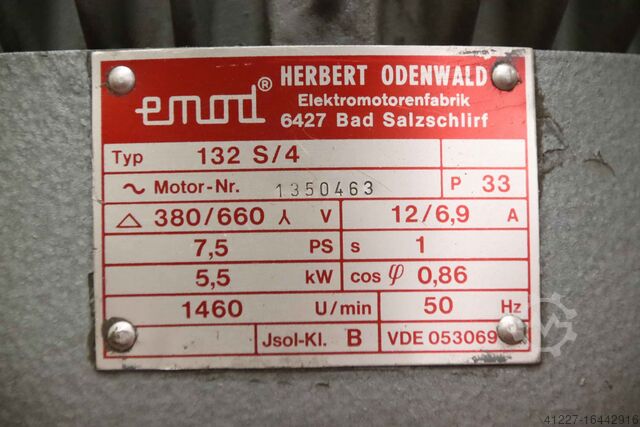 emod® HERBERT ODENWALD
Elektromotorenfabrik
6427 Bad Salzschlirf
Typ 132 S/4
~ Motor-Nr. 1350463 P 33
△ 380/660 ⅄ V 12/6,9 A
7,5 PS s 1
5,5 kW cos φ 0,86
1460 U/min 50 Hz
Jsol-Kl. B VDE 053069
41227-16442916